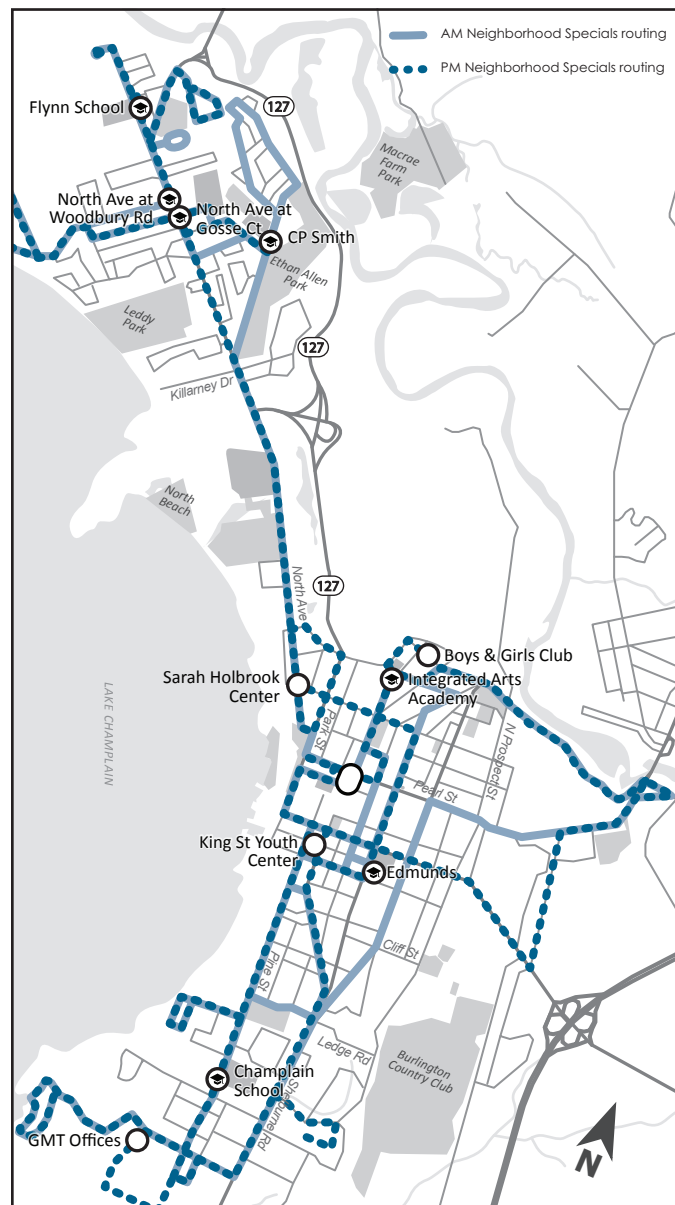 AM Neighborhood Specials routing
PM Neighborhood Specials routing
Flynn School
127
Macrae
Farm
Park
North Ave at
Woodbury Rd
North Ave at
Gosse Ct
CP Smith
Ethan Allen
Park
Leddy
Park
127
Killarney Dr
North
Beach
127
North Ave
Boys & Girls Club
Sarah Holbrook
Center
Integrated Arts
Academy
LAKE CHAMPLAIN
Park St
N Prospect St
Pearl St
King St Youth
Center
Edmunds
Cliff St
Pine St
Ledge Rd
Burlington
Country Club
Champlain
School
Shelburne Rd
GMT Offices
N